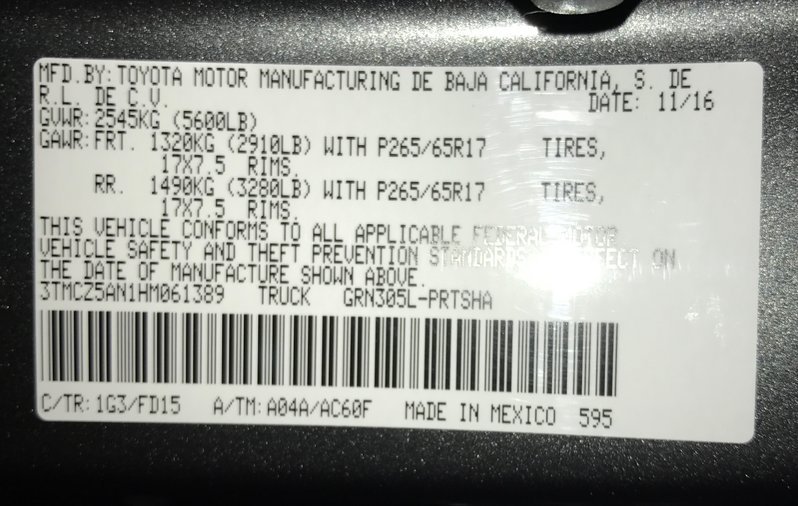 MFD.BY:TOYOTA MOTOR MANUFACTURING DE BAJA CALIFORNIA, S. DE
R.L. DE C.V. DATE: 11/16
GVWR:2545KG (5600LB)
GAWR:FRT. 1320KG (2910LB) WITH P265/65R17 TIRES,
17X7.5 RIMS.
RR. 1490KG (3280LB) WITH P265/65R17 TIRES,
17X7.5 RIMS.
THIS VEHICLE CONFORMS TO ALL APPLICABLE FEDERAL MOTOR
VEHICLE SAFETY AND THEFT PREVENTION STANDARDS EFFECT ON
THE DATE OF MANUFACTURE SHOWN ABOVE.
3TMCZ5AN1HM061389 TRUCK GRN305L-PRTSHA
C/TR:1G3/FD15 A/TM:A04A/AC60F MADE IN MEXICO 595